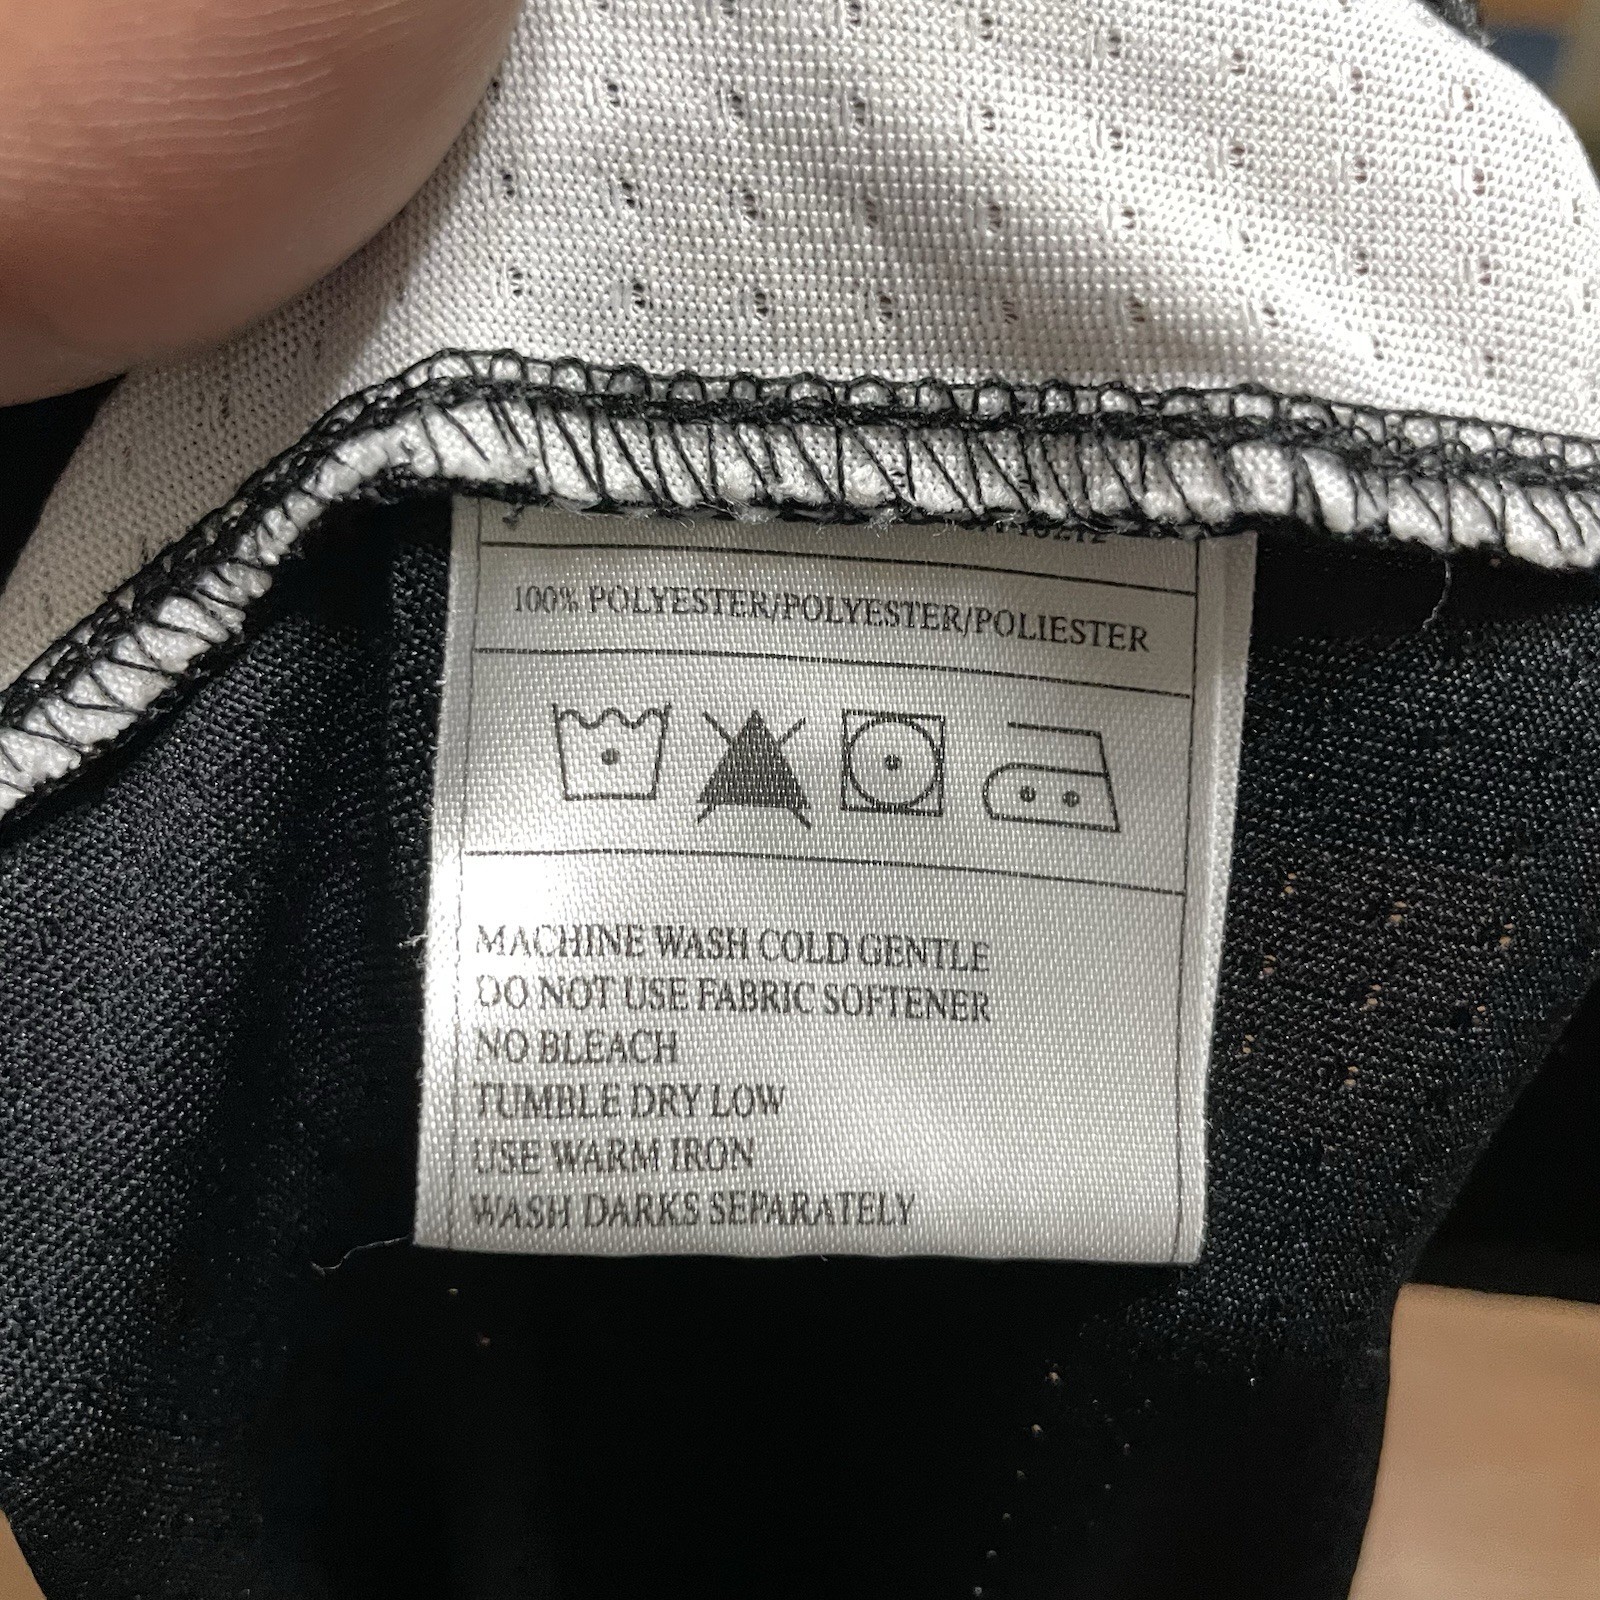 100% POLYESTER/POLYESTER/POLIESTER
MACHINE WASH COLD GENTLE
DO NOT USE FABRIC SOFTENER
NO BLEACH
TUMBLE DRY LOW
USE WARM IRON
WASH DARKS SEPARATELY